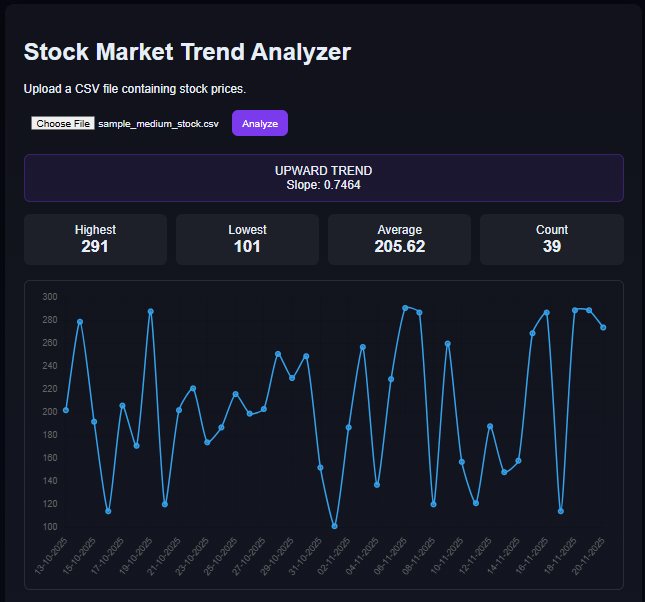 Stock Market Trend Analyzer
Upload a CSV file containing stock prices.
Choose File sample_medium_stock.csv Analyze
UPWARD TREND
Slope: 0.7464
Highest Lowest Average Count
291 101 205.62 39
300
280
260
240
220
200
180
160
140
120
100
13-10-2025 15-10-2025 17-10-2025 19-10-2025 21-10-2025 23-10-2025 25-10-2025 27-10-2025 29-10-2025 31-10-2025 02-11-2025 04-11-2025 06-11-2025 08-11-2025 10-11-2025 12-11-2025 14-11-2025 16-11-2025 18-11-2025 20-11-2025